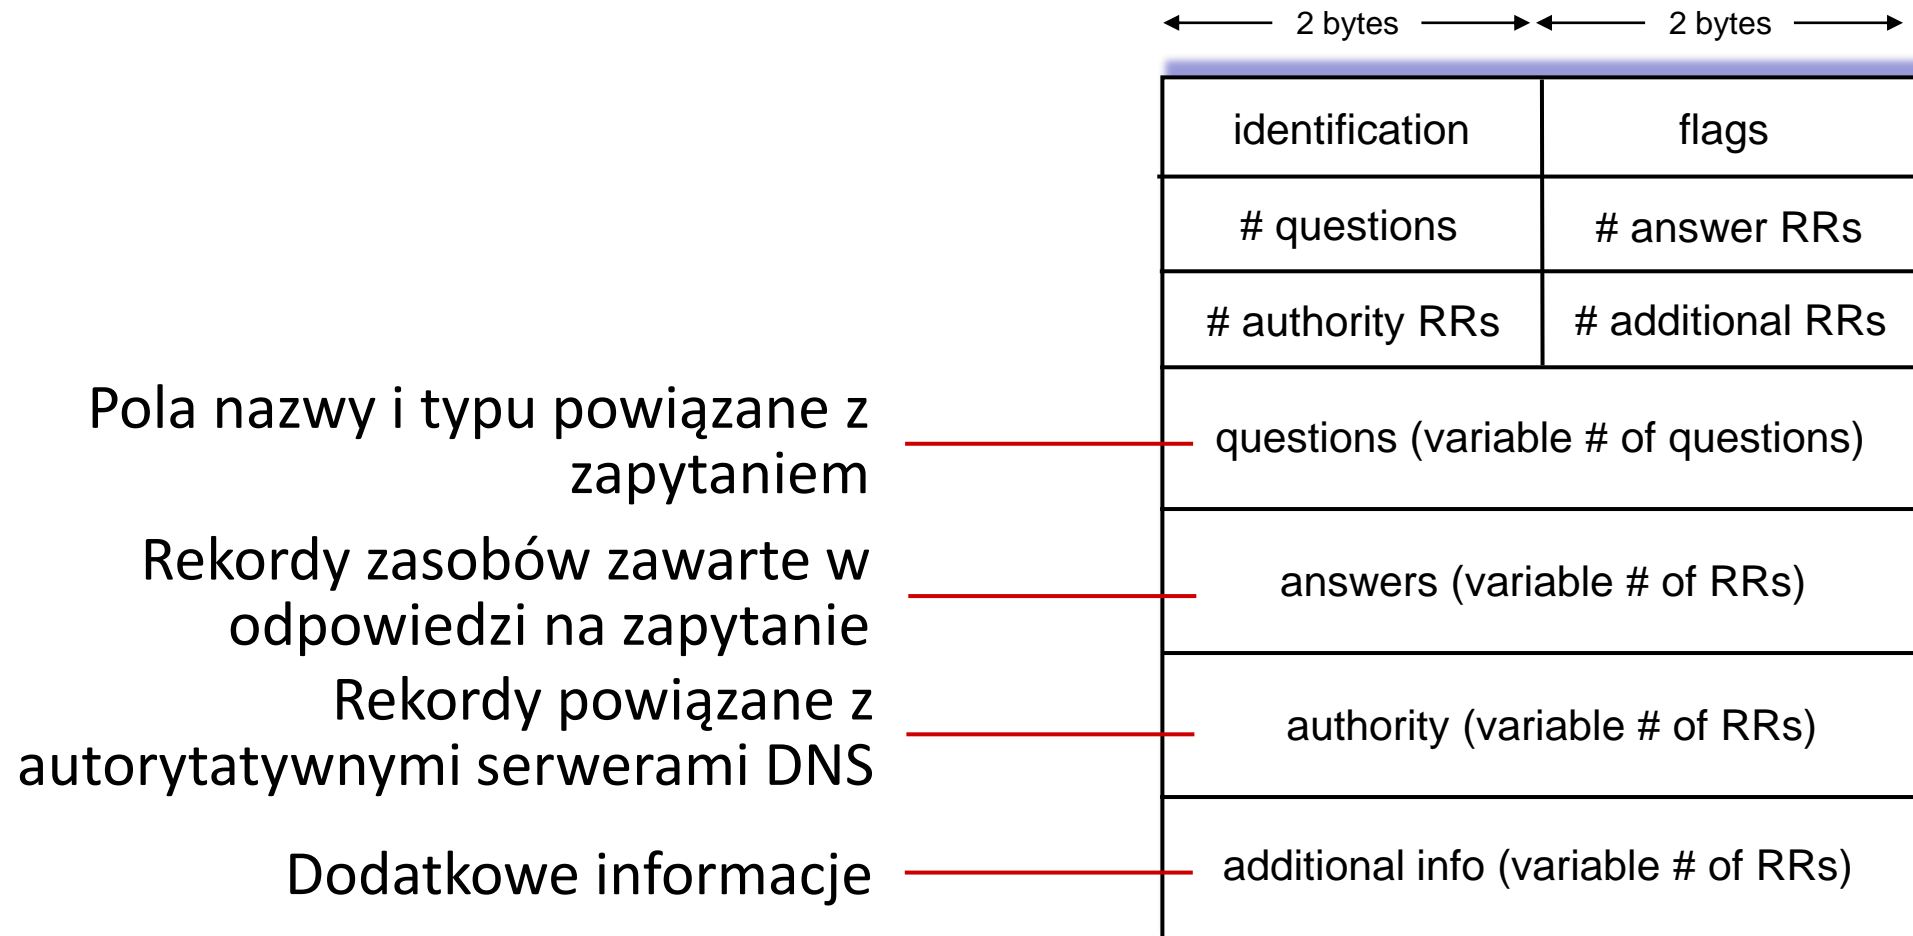 2 bytes 2 bytes
identification flags
# questions # answer RRs
# authority RRs # additional RRs
Pola nazwy i typu powiązane z
zapytaniem
questions (variable # of questions)
Rekordy zasobów zawarte w
odpowiedzi na zapytanie
answers (variable # of RRs)
Rekordy powiązane z
autorytatywnymi serwerami DNS
authority (variable # of RRs)
Dodatkowe informacje
additional info (variable # of RRs)